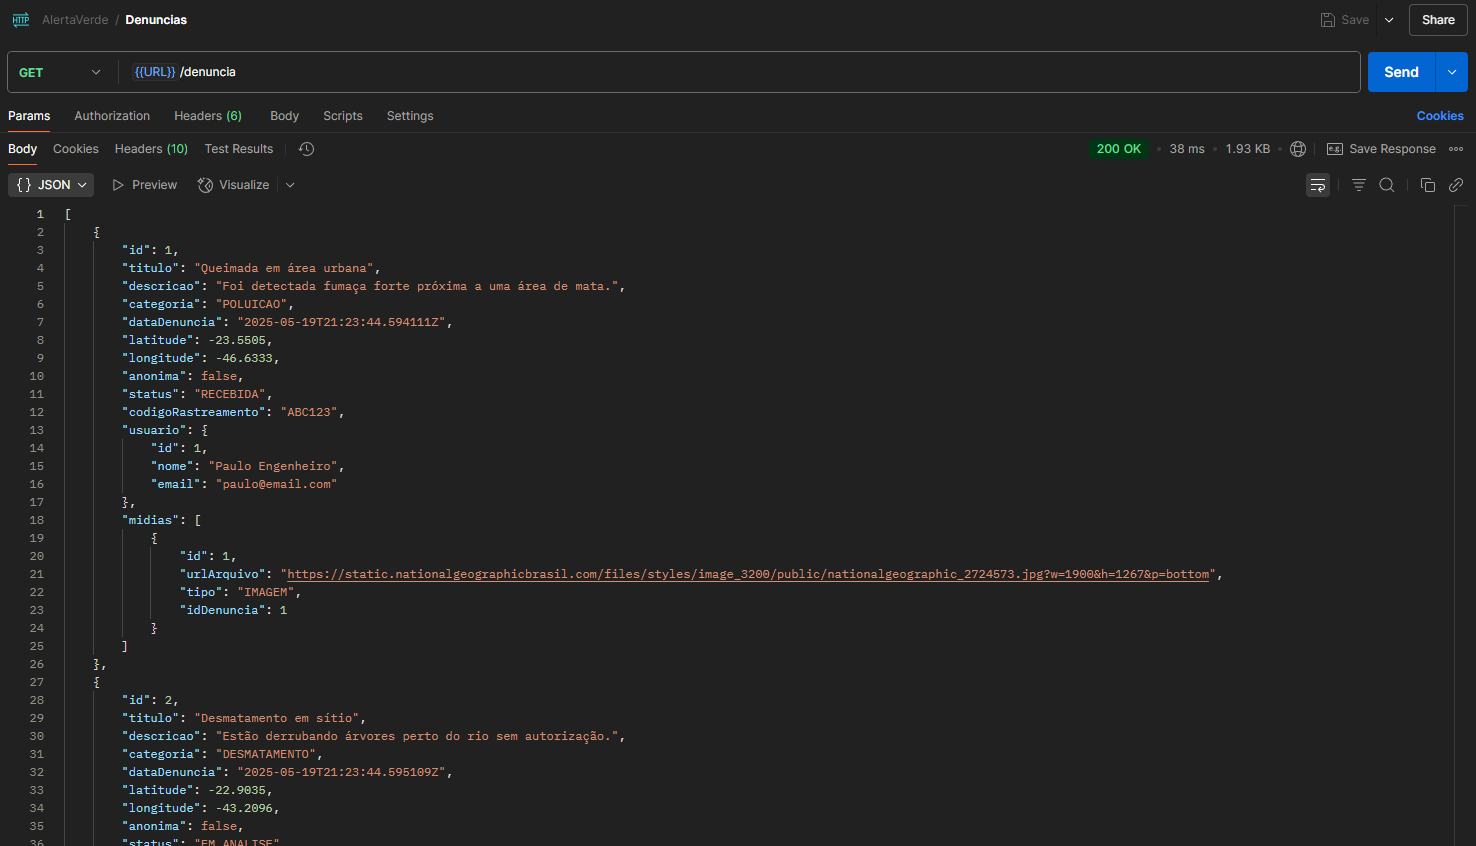 HTTP AlertaVerde / Denuncias Save Share
GET {{URL}} /denuncia Send
Params Authorization Headers (6) Body Scripts Settings Cookies
Body Cookies Headers (10) Test Results 200 OK • 38 ms • 1.93 KB • e.g. Save Response
{} JSON Preview Visualize
1 [
2 {
3 "id": 1,
4 "titulo": "Queimada em área urbana",
5 "descricao": "Foi detectada fumaça forte próxima a uma área de mata.",
6 "categoria": "POLUICAO",
7 "dataDenuncia": "2025-05-19T21:23:44.594111Z",
8 "latitude": -23.5505,
9 "longitude": -46.6333,
10 "anonima": false,
11 "status": "RECEBIDA",
12 "codigoRastreamento": "ABC123",
13 "usuario": {
14 "id": 1,
15 "nome": "Paulo Engenheiro",
16 "email": "paulo@email.com"
17 },
18 "midias": [
19 {
20 "id": 1,
21 "urlArquivo": "https://static.nationalgeographicbrasil.com/files/styles/image_3200/public/nationalgeographic_2724573.jpg?w=1900&h=1267&p=bottom",
22 "tipo": "IMAGEM",
23 "idDenuncia": 1
24 }
25 ]
26 },
27 {
28 "id": 2,
29 "titulo": "Desmatamento em sítio",
30 "descricao": "Estão derrubando árvores perto do rio sem autorização.",
31 "categoria": "DESMATAMENTO",
32 "dataDenuncia": "2025-05-19T21:23:44.595109Z",
33 "latitude": -22.9035,
34 "longitude": -43.2096,
35 "anonima": false,
36 "status": "EM_ANALISE"